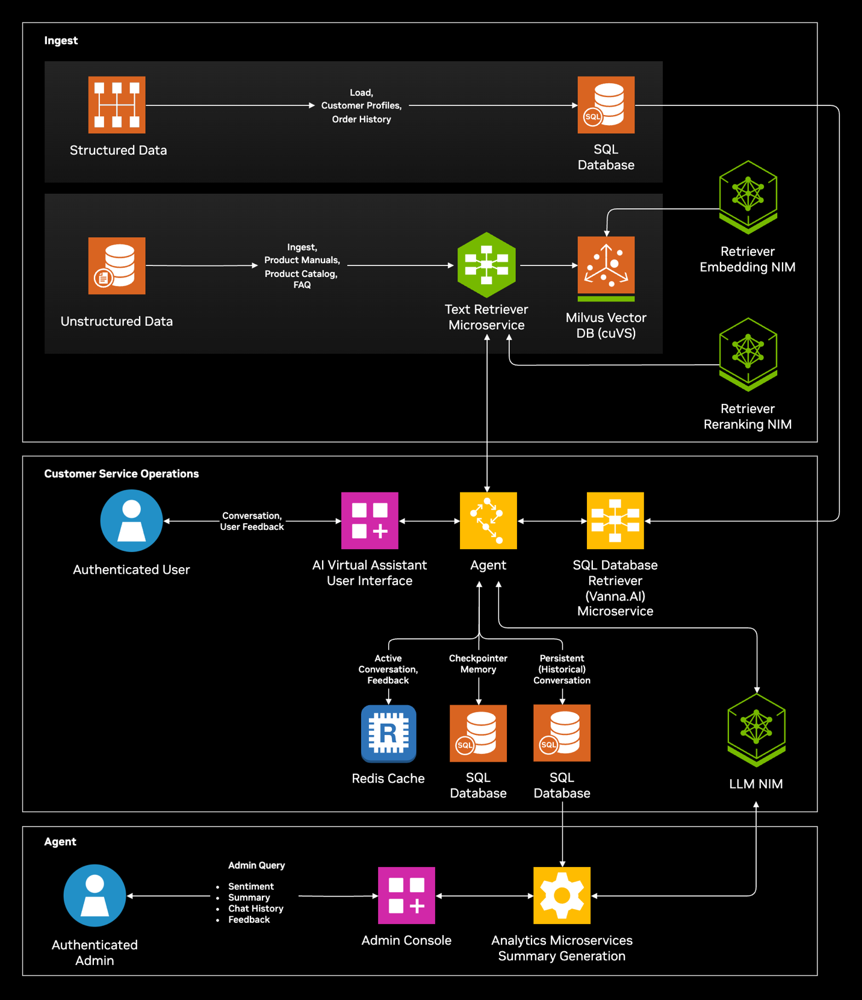 Ingest
Load,
Customer Profiles,
Order History
SQL
Structured Data
SQL
Database
Ingest,
Product Manuals,
Product Catalog,
FAQ
Unstructured Data
Text Retriever
Microservice
Milvus Vector
DB (cuVS)
Retriever
Embedding NIM
Retriever
Reranking NIM
Customer Service Operations
Conversation,
User Feedback
Authenticated User
AI Virtual Assistant
User Interface
Agent
SQL Database
Retriever
(Vanna.AI)
Microservice
Active
Conversation,
Feedback
Checkpointer
Memory
Persistent
(Historical)
Conversation
R
SQL
SQL
Redis Cache
SQL
Database
SQL
Database
LLM NIM
Agent
Admin Query
• Sentiment
• Summary
• Chat History
• Feedback
Authenticated
Admin
Admin Console
Analytics Microservices
Summary Generation